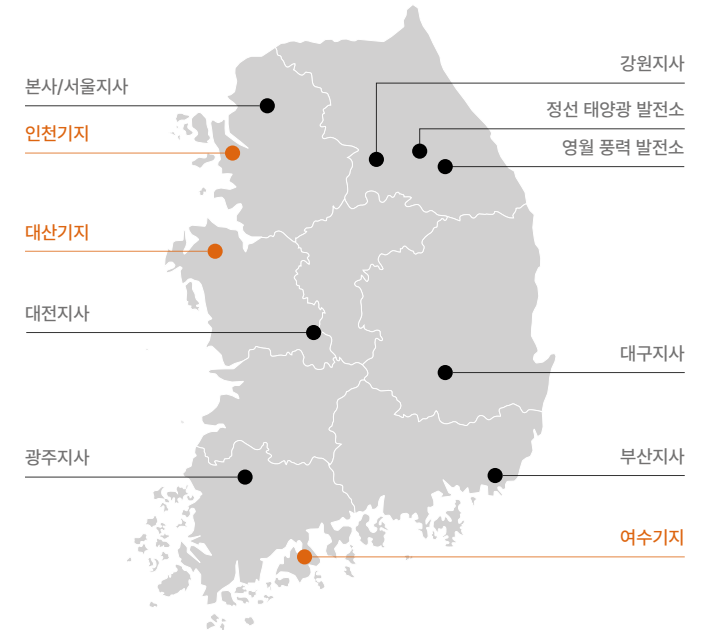 본사/서울지사
인천기지
대산기지
대전지사
광주지사
강원지사
정선 태양광 발전소
영월 풍력 발전소
대구지사
부산지사
여수기지